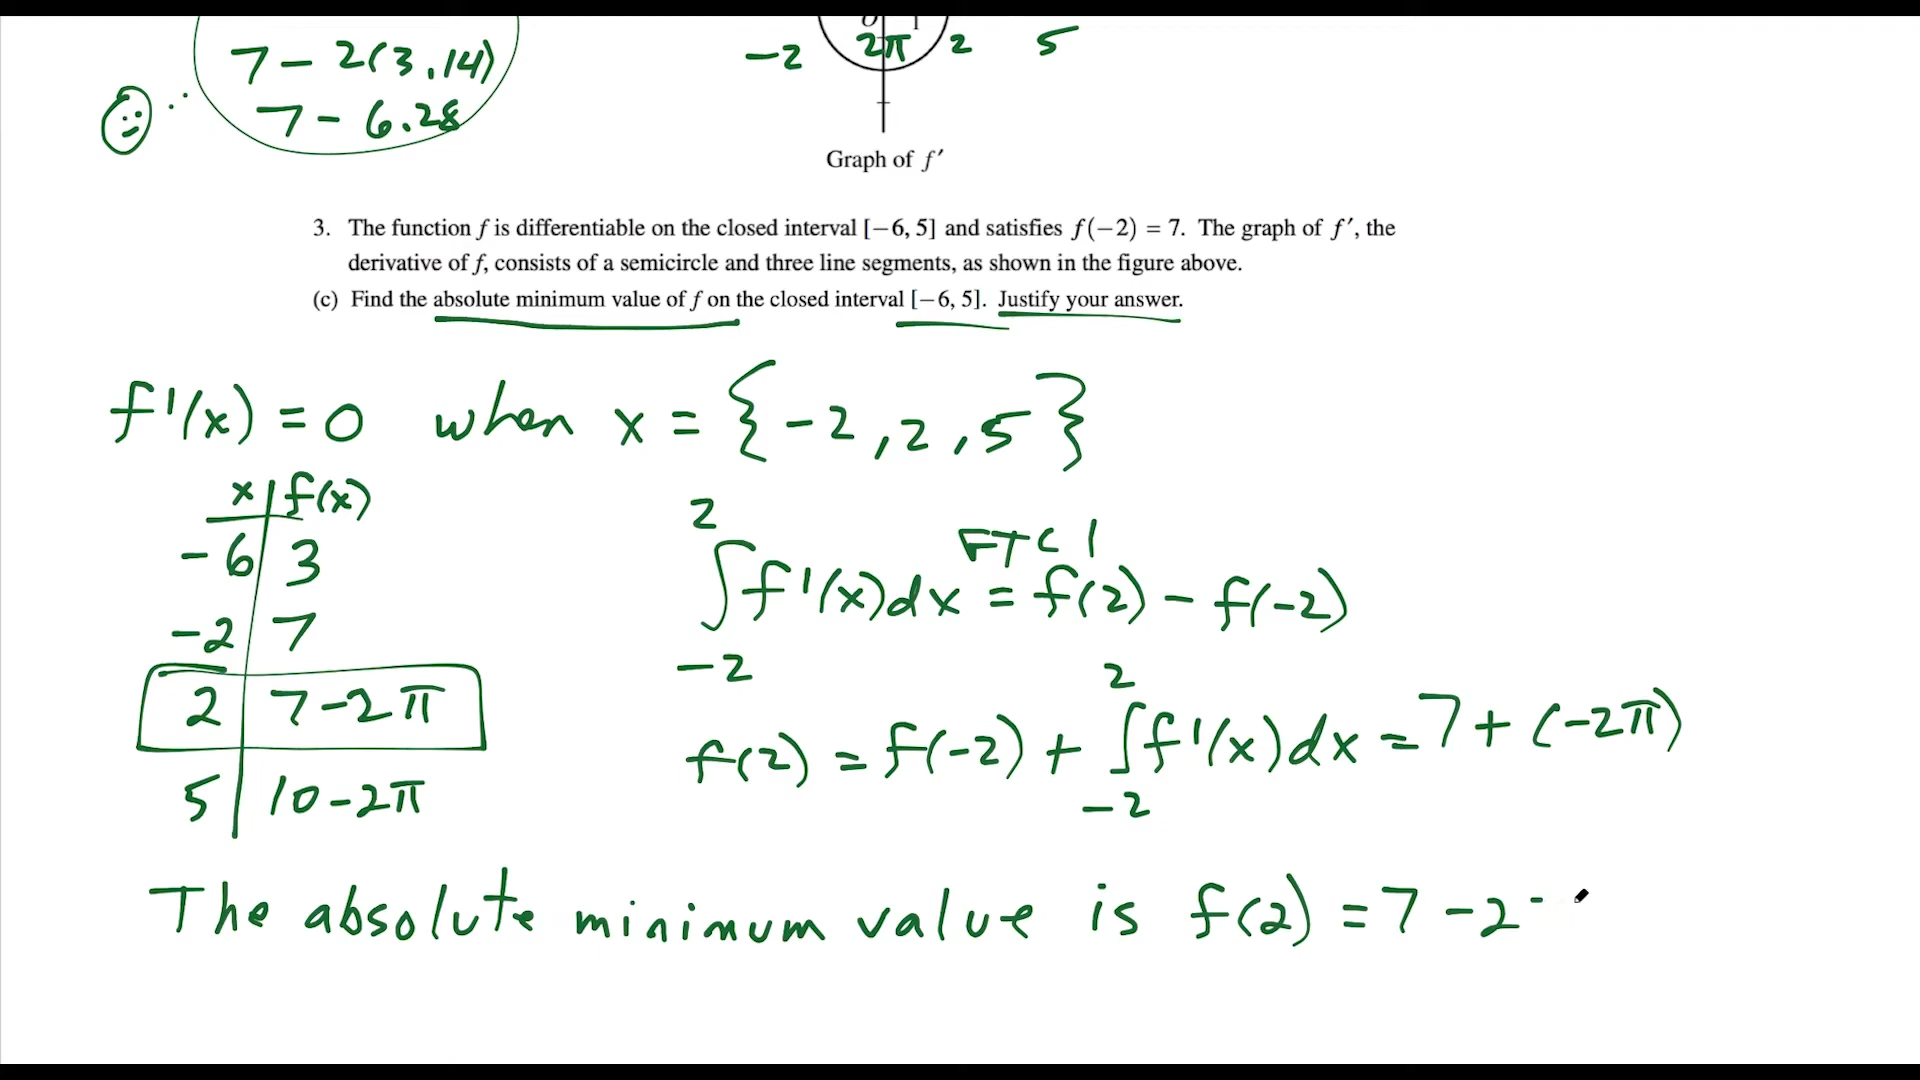 7 - 2(3.14)
7 - 6.28
0 1
-2 2π 2 5
Graph of f′
3. The function f is differentiable on the closed interval [−6, 5] and satisfies f(−2) = 7. The graph of f′, the
derivative of f, consists of a semicircle and three line segments, as shown in the figure above.
(c) Find the absolute minimum value of f on the closed interval [−6, 5]. Justify your answer.
f'(x) = 0 when x = {-2, 2, 5}
x f(x)
-6 3
-2 7
2 7-2π
5 10-2π
2
FTC 1
∫f'(x)dx = f(2) - f(-2)
-2
2
f(2) = f(-2) + ∫f'(x)dx = 7 + (-2π)
-2
The absolute minimum value is f(2) = 7 - 2